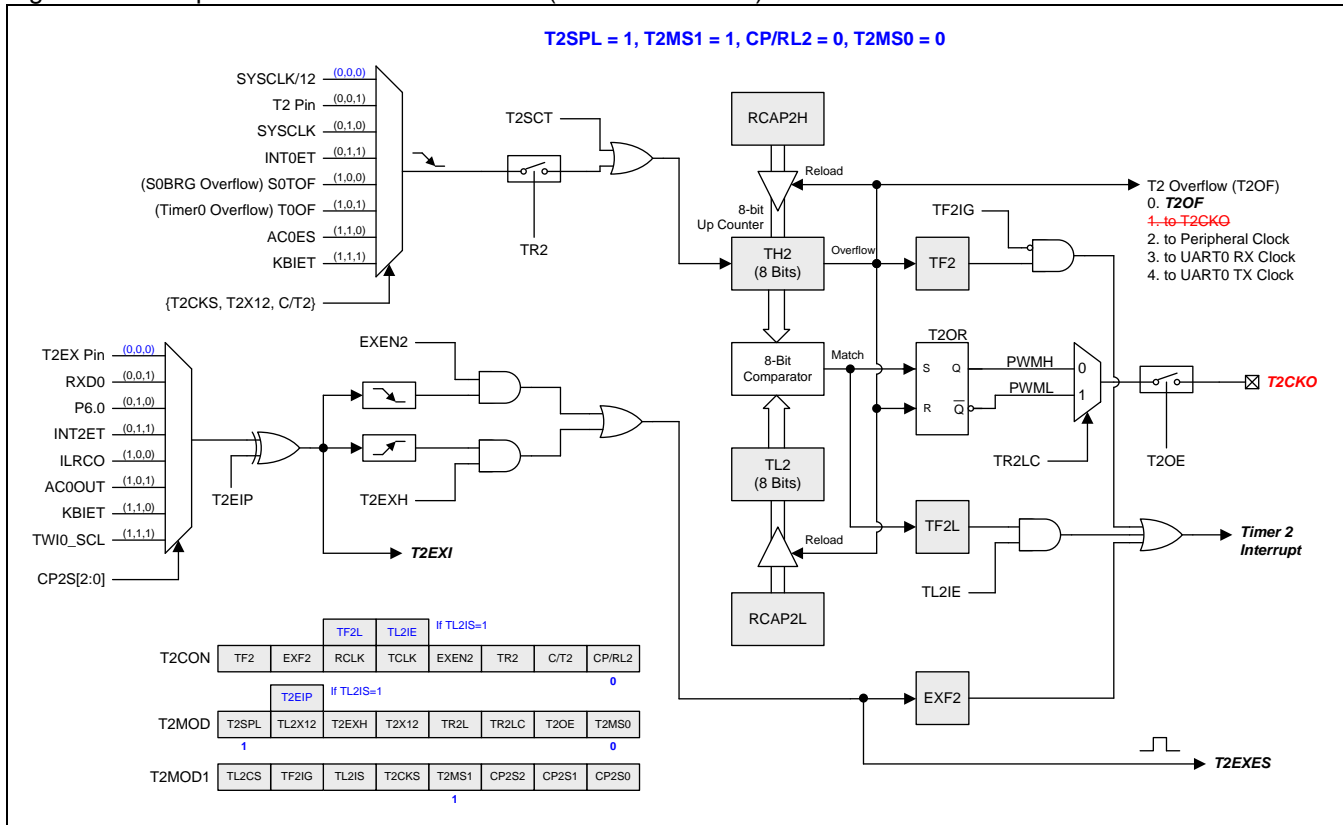 T2SPL = 1, T2MS1 = 1, CP/RL2 = 0, T2MS0 = 0
SYSCLK/12 (0,0,0)
T2 Pin (0,0,1)
SYSCLK (0,1,0)
INT0ET (0,1,1)
(S0BRG Overflow) S0TOF (1,0,0)
(Timer0 Overflow) T0OF (1,0,1)
AC0ES (1,1,0)
KBIET (1,1,1)
{T2CKS, T2X12, C/T2}
T2SCT
TR2
RCAP2H
Reload
8-bit
Up Counter
TH2
(8 Bits)
Overflow
TF2IG
TF2
T2 Overflow (T2OF)
0. T2OF
1. to T2CKO
2. to Peripheral Clock
3. to UART0 RX Clock
4. to UART0 TX Clock
T2EX Pin (0,0,0)
RXD0 (0,0,1)
P6.0 (0,1,0)
INT2ET (0,1,1)
ILRCO (1,0,0)
AC0OUT (1,0,1)
KBIET (1,1,0)
TWI0_SCL (1,1,1)
CP2S[2:0]
T2EIP
EXEN2
T2EXH
T2EXI
8-Bit
Comparator
Match
T2OR
S Q
R Q
PWMH
PWML
0
1
TR2LC
T2OE
T2CKO
TL2
(8 Bits)
Reload
RCAP2L
TF2L
TL2IE
Timer 2
Interrupt
EXF2
T2EXES
TF2L TL2IE If TL2IS=1
T2CON TF2 EXF2 RCLK TCLK EXEN2 TR2 C/T2 CP/RL2
0
T2EIP If TL2IS=1
T2MOD T2SPL TL2X12 T2EXH T2X12 TR2L TR2LC T2OE T2MS0
1 0
T2MOD1 TL2CS TF2IG TL2IS T2CKS T2MS1 CP2S2 CP2S1 CP2S0
1